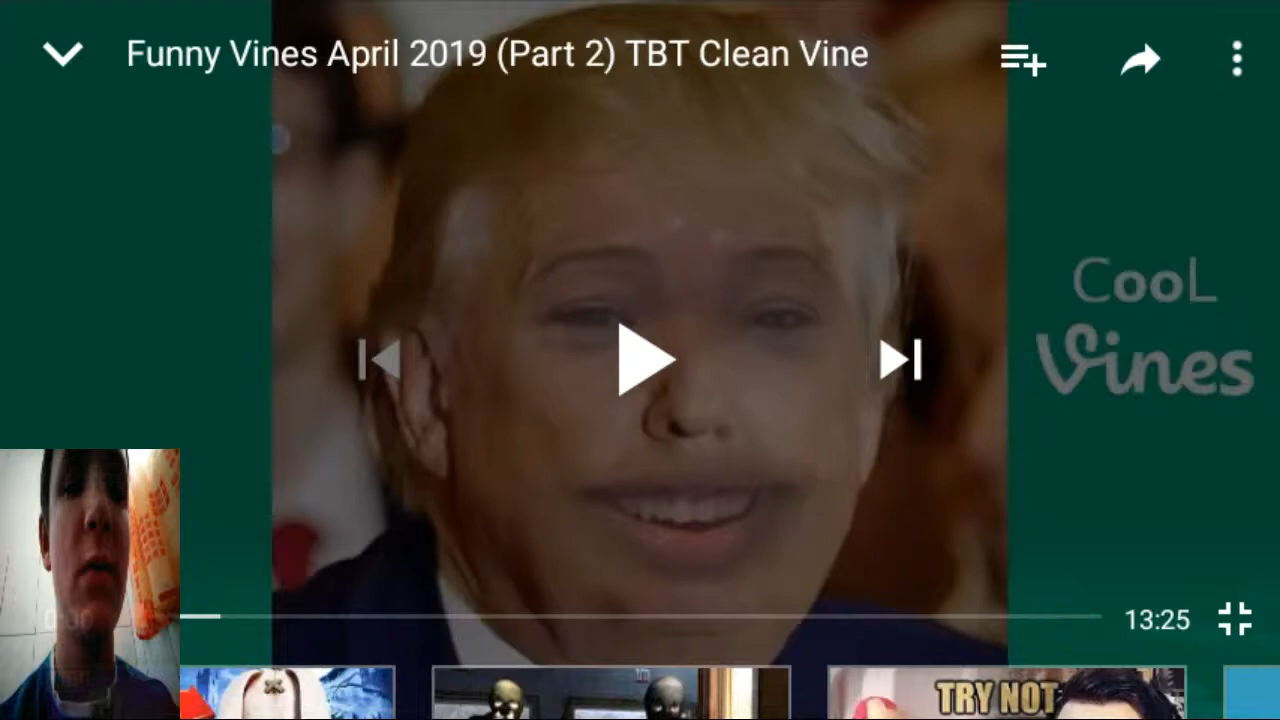 Funny Vines April 2019 (Part 2) TBT Clean Vine
CooL
Vines
13:25
TRY NOT